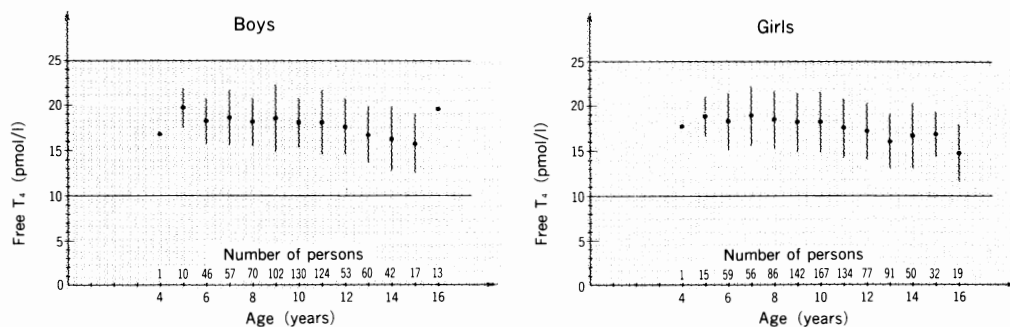 Boys
Free T₄ (pmol/l)
25
20
15
10
5
0
Number of persons
1 10 46 57 70 102 130 124 53 60 42 17 13
4 6 8 10 12 14 16
Age (years)
Girls
Free T₄ (pmol/l)
25
20
15
10
5
0
Number of persons
1 15 59 56 86 142 167 134 77 91 50 32 19
4 6 8 10 12 14 16
Age (years)